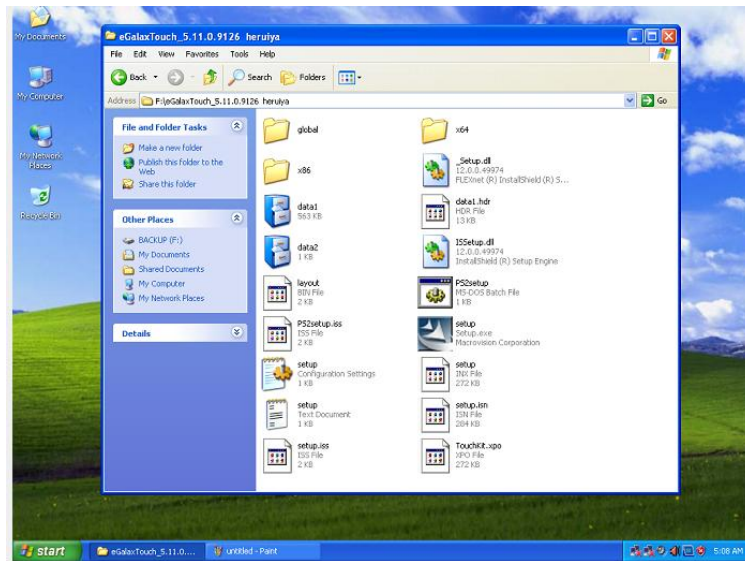 My Documents
My Computer
My Network
Places
Recycle Bin
eGalaxTouch_5.11.0.9126 heruiya
File Edit View Favorites Tools Help
Back
Search
Folders
Address F:\eGalaxTouch_5.11.0.9126 heruiya
Go
File and Folder Tasks
Make a new folder
Publish this folder to the
Web
Share this folder
Other Places
BACKUP (F:)
My Documents
Shared Documents
My Computer
My Network Places
Details
global
x64
x86
_Setup.dll
12.0.0.49974
FLEXnet (R) InstallShield (R) S...
data1
563 KB
data1.hdr
HDR File
13 KB
data2
1 KB
ISSetup.dll
12.0.0.49974
InstallShield (R) Setup Engine
layout
BIN File
2 KB
PS2setup
MS-DOS Batch File
1 KB
PS2setup.iss
ISS File
2 KB
setup
Setup.exe
Macrovision Corporation
setup
Configuration Settings
1 KB
setup
INX File
272 KB
setup
Text Document
1 KB
setup.isn
ISN File
284 KB
setup.iss
ISS File
2 KB
TouchKit.xpo
XPO File
272 KB
start
eGalaxTouch_5.11.0....
untitled - Paint
5:08 AM